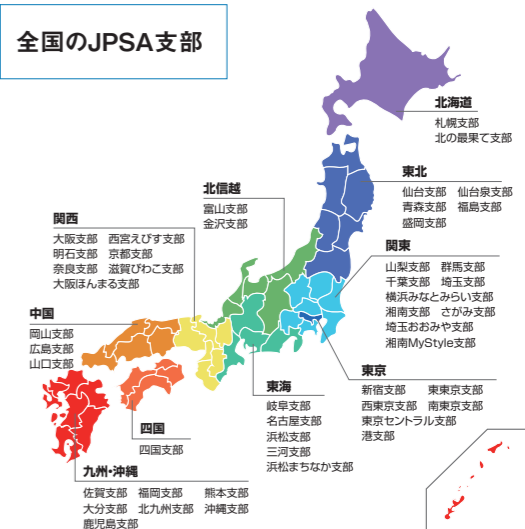 全国のJPSA支部
北海道
札幌支部
北の最果て支部
東北
仙台支部 仙台泉支部
青森支部 福島支部
盛岡支部
北信越
富山支部
金沢支部
関西
大阪支部 西宮えびす支部
明石支部 京都支部
奈良支部 滋賀びわこ支部
大阪ほんまる支部
関東
山梨支部 群馬支部
千葉支部 埼玉支部
横浜みなとみらい支部
湘南支部 さがみ支部
埼玉おおみや支部
湘南MyStyle支部
中国
岡山支部
広島支部
山口支部
東京
新宿支部 東東京支部
西東京支部 南東京支部
東京セントラル支部
港支部
東海
岐阜支部
名古屋支部
浜松支部
三河支部
浜松まちなか支部
四国
四国支部
九州・沖縄
佐賀支部 福岡支部 熊本支部
大分支部 北九州支部 沖縄支部
鹿児島支部